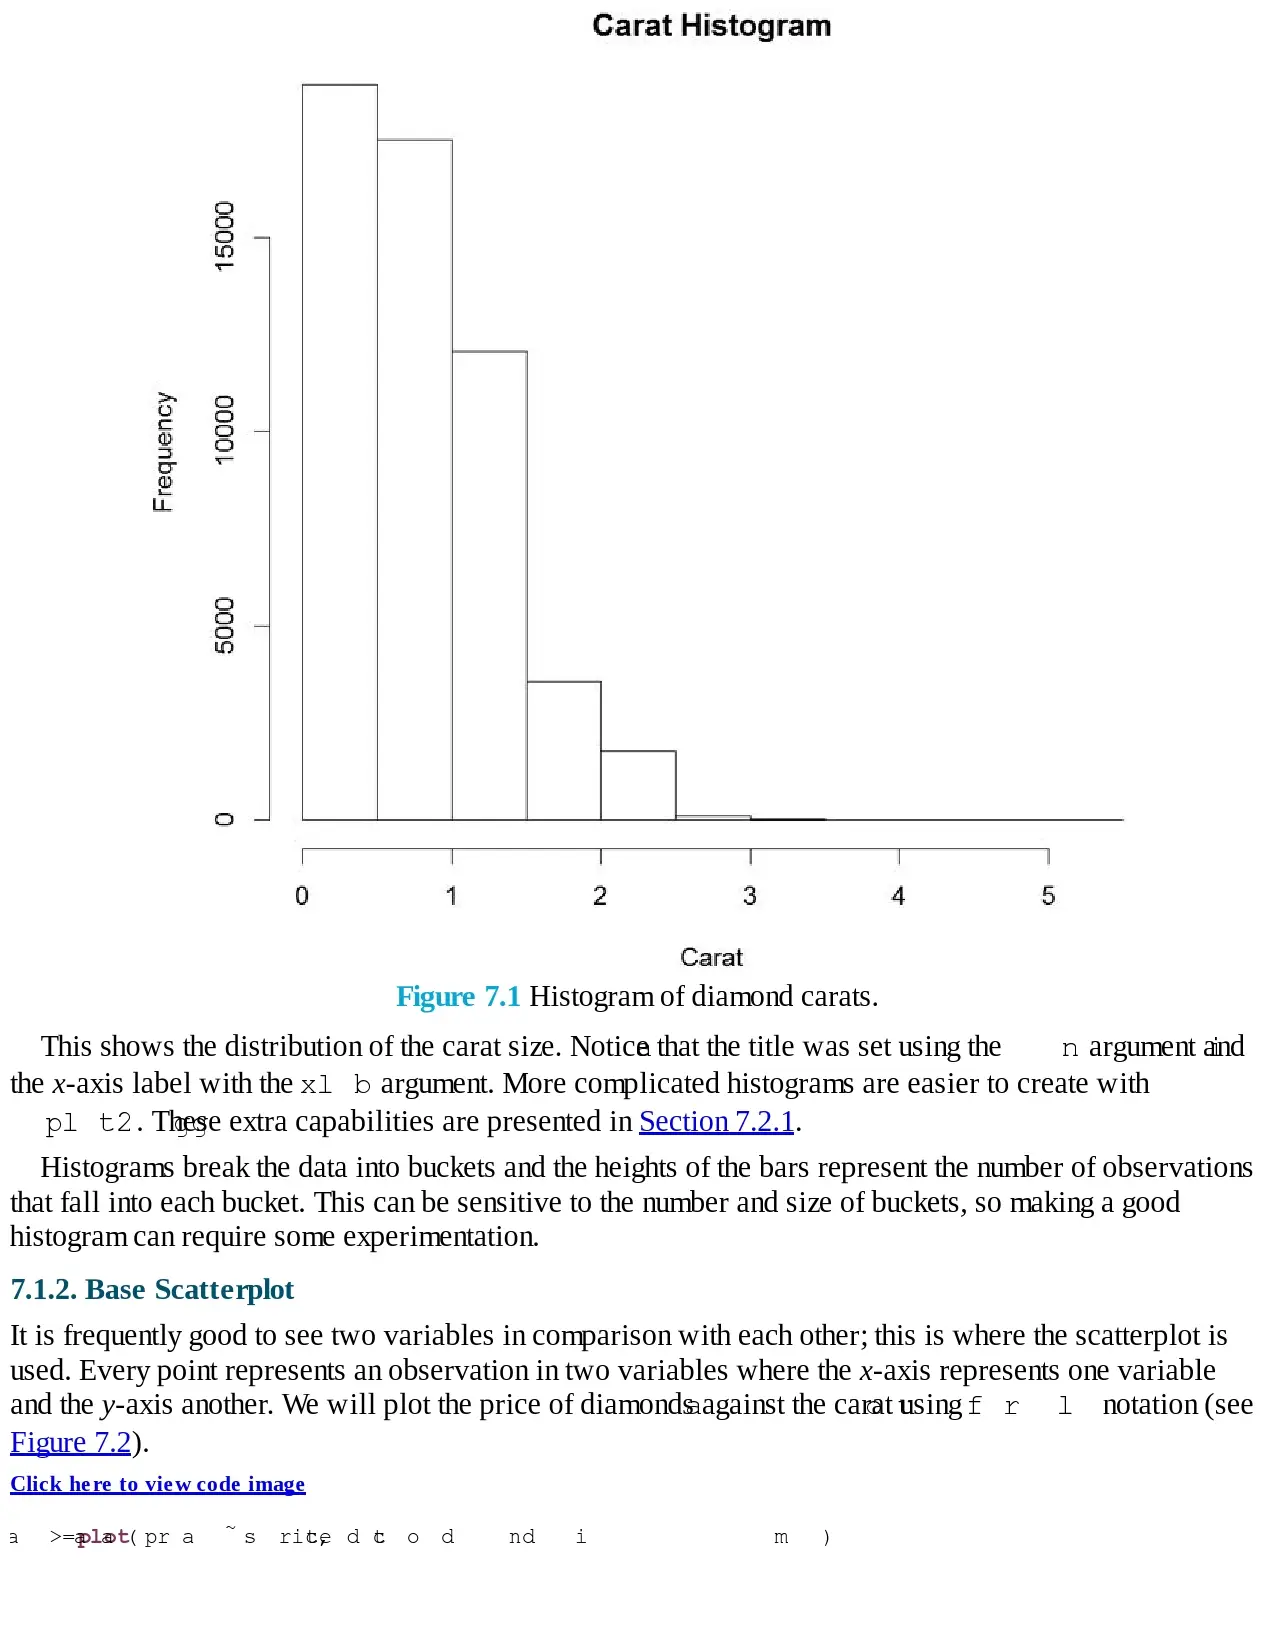 Carat Histogram
15000
10000
5000
0
Frequency
0 1 2 3 4 5
Carat
Figure 7.1 Histogram of diamond carats.
This shows the distribution of the carat size. Notice that the title was set using the argument and
the x-axis label with the argument. More complicated histograms are easier to create with
These extra capabilities are presented in Section 7.2.1.
Histograms break the data into buckets and the heights of the bars represent the number of observations
that fall into each bucket. This can be sensitive to the number and size of buckets, so making a good
histogram can require some experimentation.
7.1.2. Base Scatterplot
It is frequently good to see two variables in comparison with each other; this is where the scatterplot is
used. Every point represents an observation in two variables where the x-axis represents one variable
and the y-axis another. We will plot the price of diamonds against the carat using notation (see
Figure 7.2).
Click here to view code image
> plot(